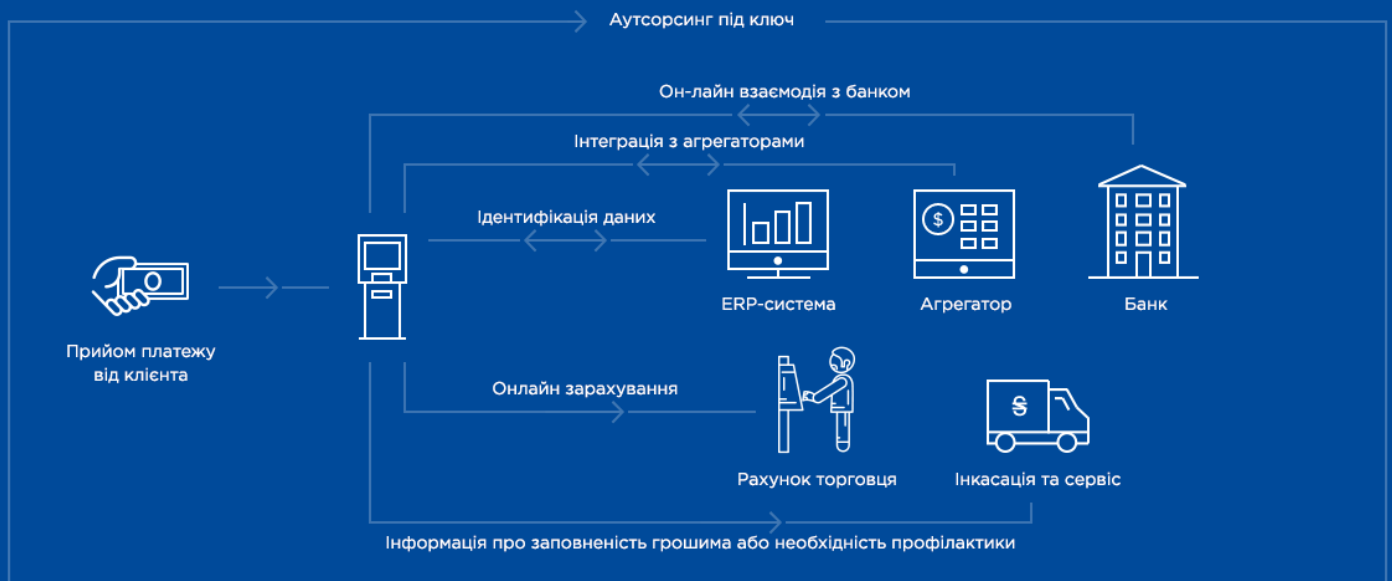 Аутсорсинг під ключ
Он-лайн взаємодія з банком
Інтеграція з агрегаторами
Ідентифікація даних
$
ERP-система
Агрегатор
Банк
Прийом платежу
від клієнта
Онлайн зарахування
₴
Рахунок торговця
Інкасація та сервіс
Інформація про заповненість грошима або необхідність профілактики